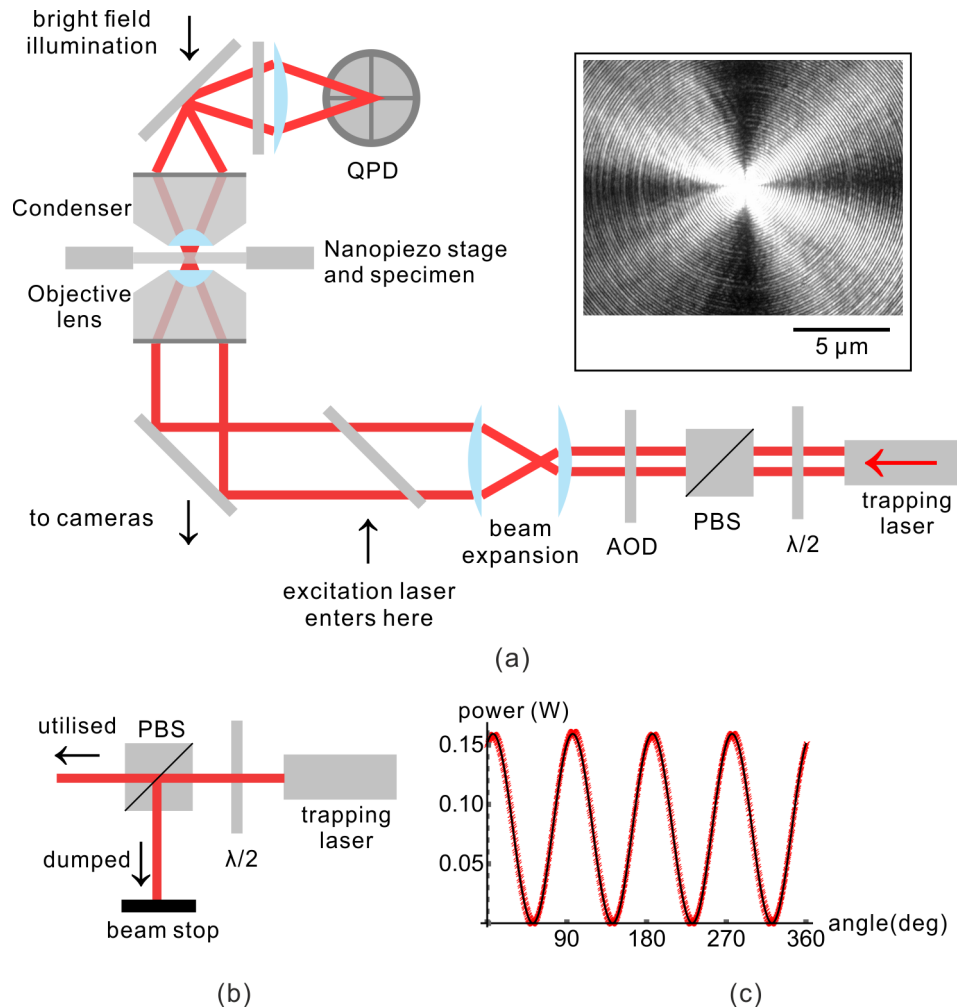 bright field
illumination
QPD
Condenser
Nanopiezo stage
and specimen
Objective
lens
5 μm
to cameras
excitation laser
enters here
beam
expansion
AOD
PBS
λ/2
trapping
laser
(a)
utilised
PBS
dumped
λ/2
trapping
laser
beam stop
(b)
power (W)
0.15
0.10
0.05
90
180
270
360
angle(deg)
(c)